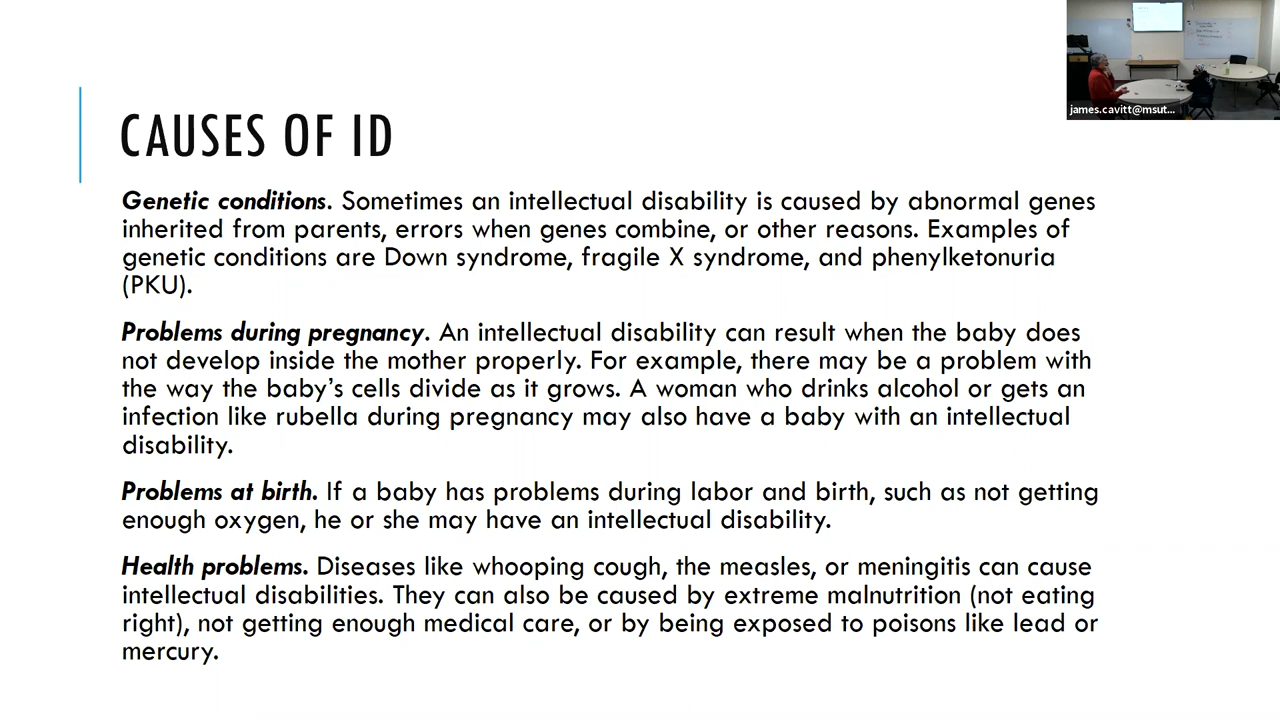 CAUSES OF ID
Genetic conditions. Sometimes an intellectual disability is caused by abnormal genes
inherited from parents, errors when genes combine, or other reasons. Examples of
genetic conditions are Down syndrome, fragile X syndrome, and phenylketonuria
(PKU).
Problems during pregnancy. An intellectual disability can result when the baby does
not develop inside the mother properly. For example, there may be a problem with
the way the baby’s cells divide as it grows. A woman who drinks alcohol or gets an
infection like rubella during pregnancy may also have a baby with an intellectual
disability.
Problems at birth. If a baby has problems during labor and birth, such as not getting
enough oxygen, he or she may have an intellectual disability.
Health problems. Diseases like whooping cough, the measles, or meningitis can cause
intellectual disabilities. They can also be caused by extreme malnutrition (not eating
right), not getting enough medical care, or by being exposed to poisons like lead or
mercury.
james.cavitt@msut...